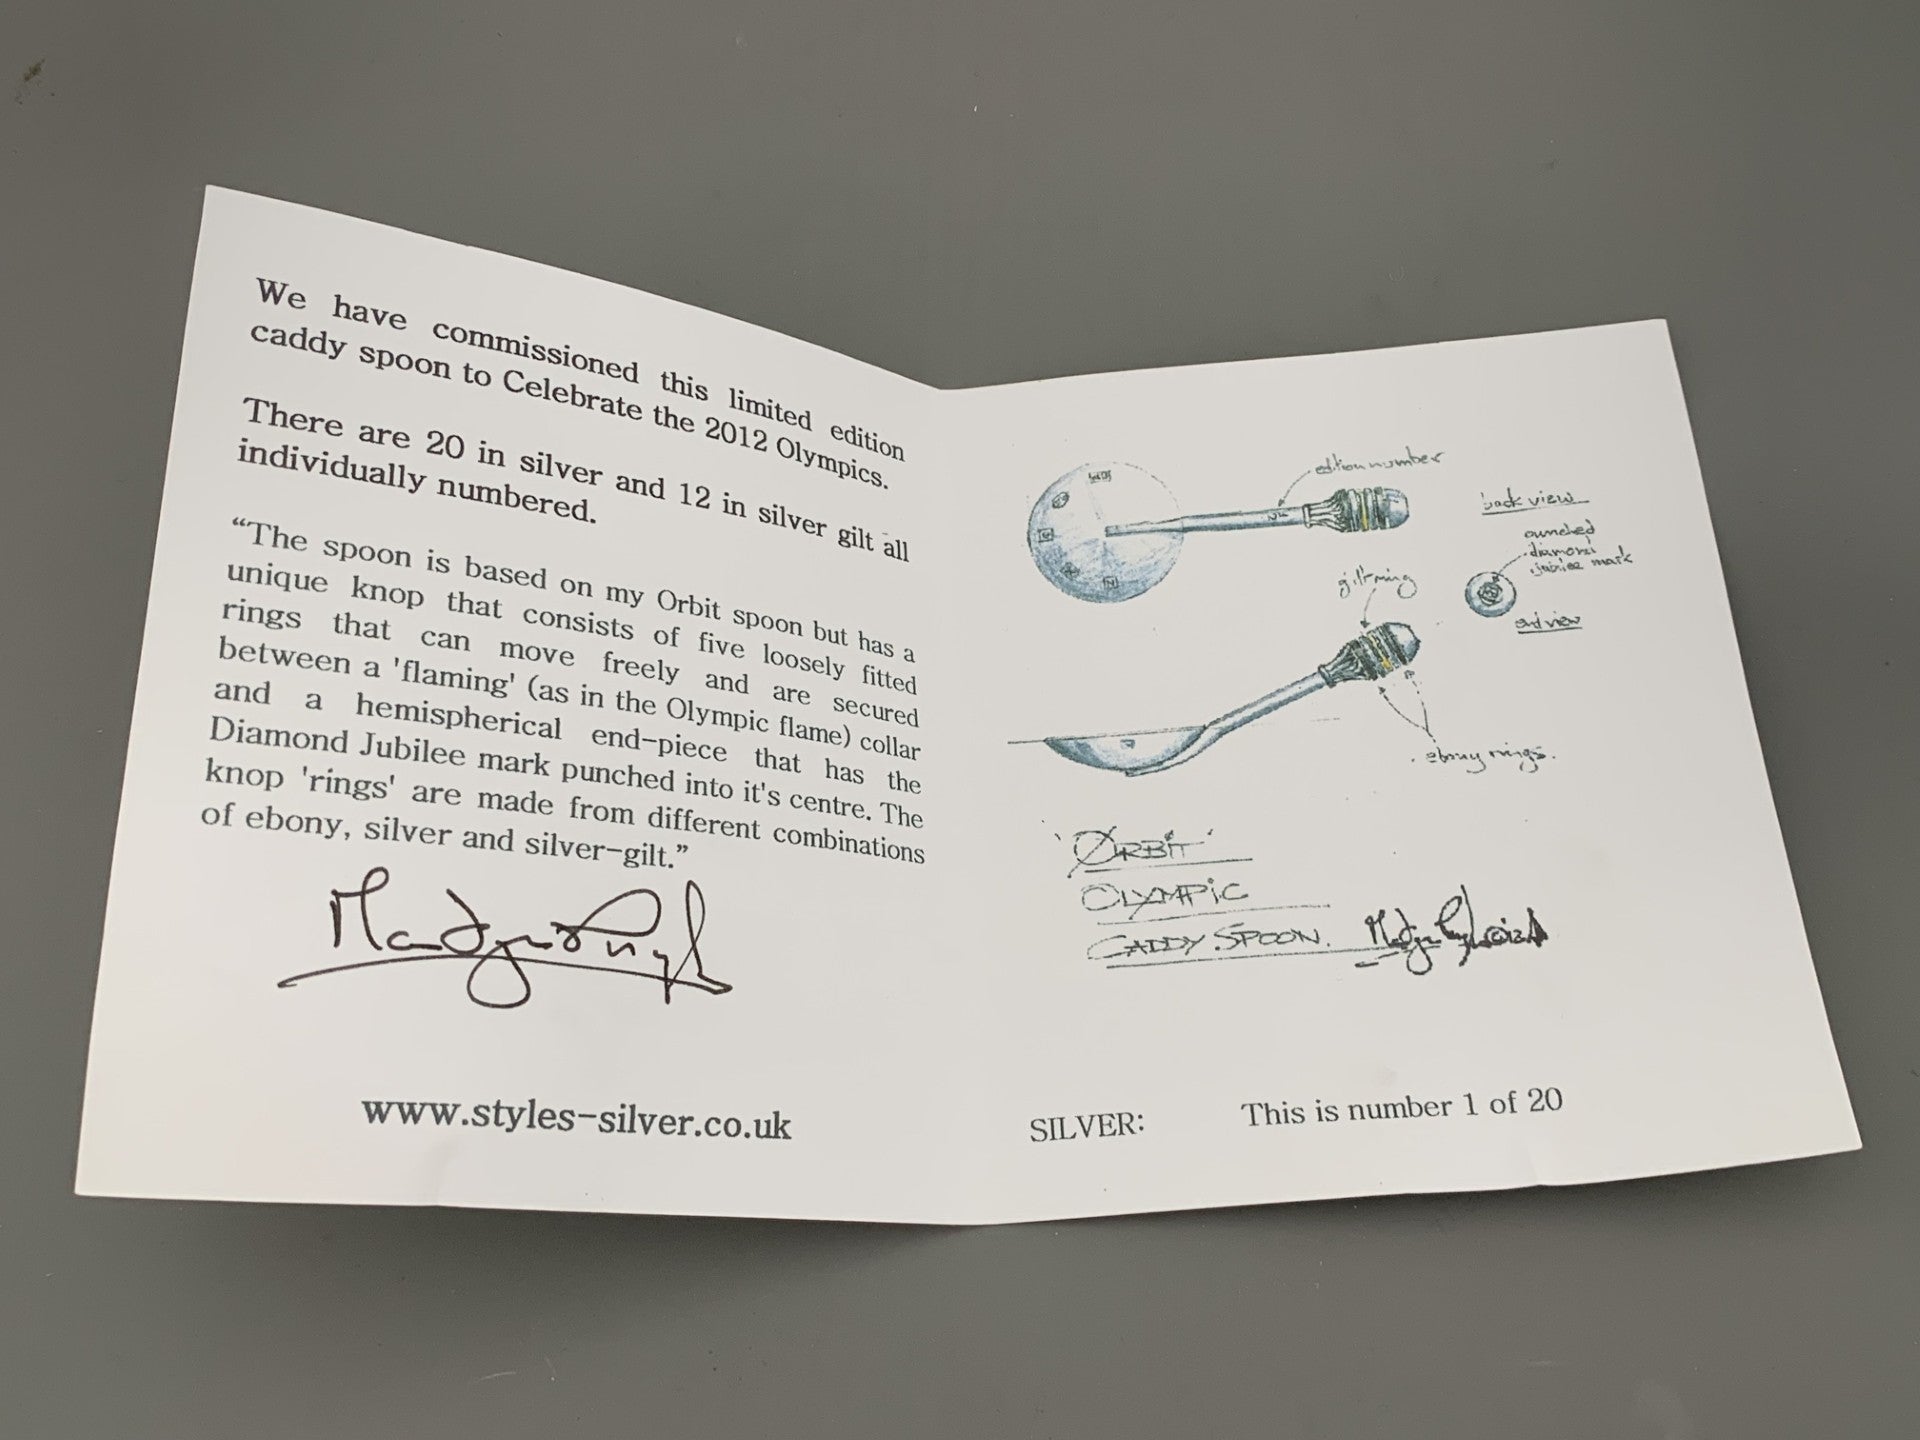 We have commissioned this limited edition
caddy spoon to Celebrate the 2012 Olympics.
There are 20 in silver and 12 in silver gilt all
individually numbered.
“The spoon is based on my Orbit spoon but has a
unique knop that consists of five loosely fitted
rings that can move freely and are secured
between a 'flaming' (as in the Olympic flame) collar
and a hemispherical end-piece that has the
Diamond Jubilee mark punched into it's centre. The
knop 'rings' are made from different combinations
of ebony, silver and silver-gilt.”
www.styles-silver.co.uk
edition number
back view
punched
diamond
jubilee mark
gilt ring
end view
ebony rings.
'ØRBIT'
OLYMPIC
CADDY SPOON.
SILVER: This is number 1 of 20